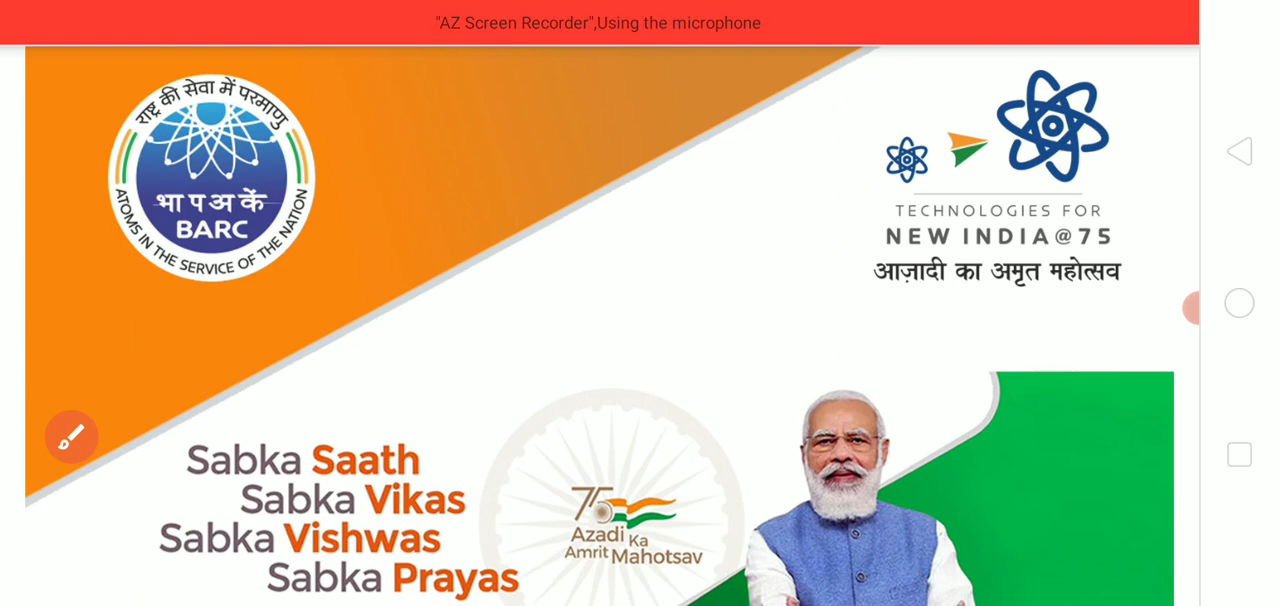 "AZ Screen Recorder",Using the microphone
राष्ट्र की सेवा में परमाणु
भा प अ केंं
BARC
ATOMS IN THE SERVICE OF THE NATION
TECHNOLOGIES FOR
NEW INDIA@75
आज़ादी का अमृत महोत्सव
Sabka Saath
Sabka Vikas
Sabka Vishwas
Sabka Prayas
75
Azadi Ka
Amrit Mahotsav